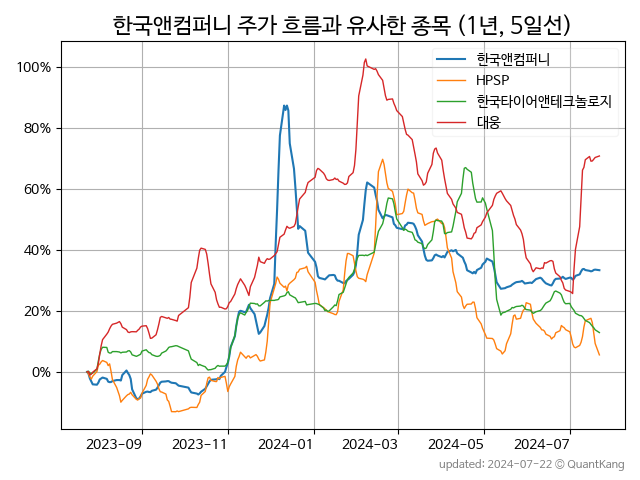 한국앤컴퍼니 주가 흐름과 유사한 종목 (1년, 5일선)
한국앤컴퍼니
HPSP
한국타이어앤테크놀로지
대웅
100%
80%
60%
40%
20%
0%
2023-09
2023-11
2024-01
2024-03
2024-05
2024-07
updated: 2024-07-22 © QuantKang